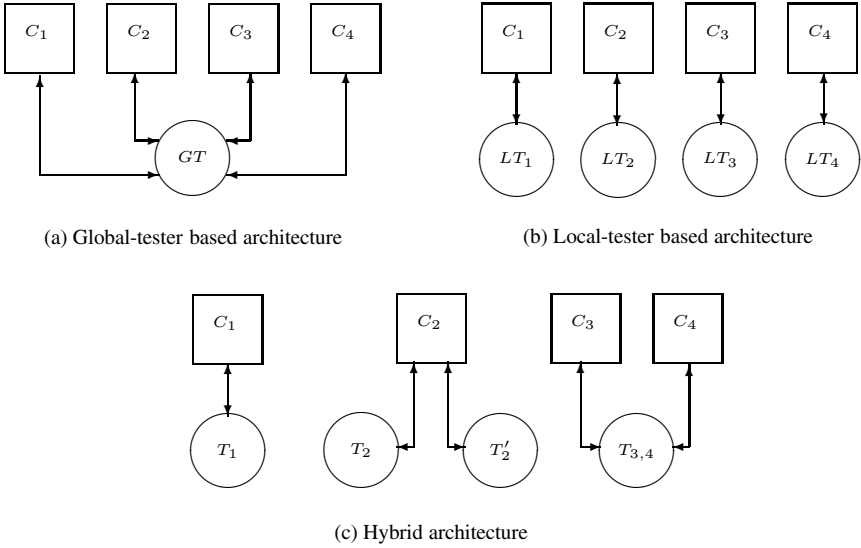 C₁ C₂ C₃ C₄
GT
(a) Global-tester based architecture
C₁ C₂ C₃ C₄
LT₁ LT₂ LT₃ LT₄
(b) Local-tester based architecture
C₁ C₂ C₃ C₄
T₁ T₂ T₂′ T₃,₄
(c) Hybrid architecture